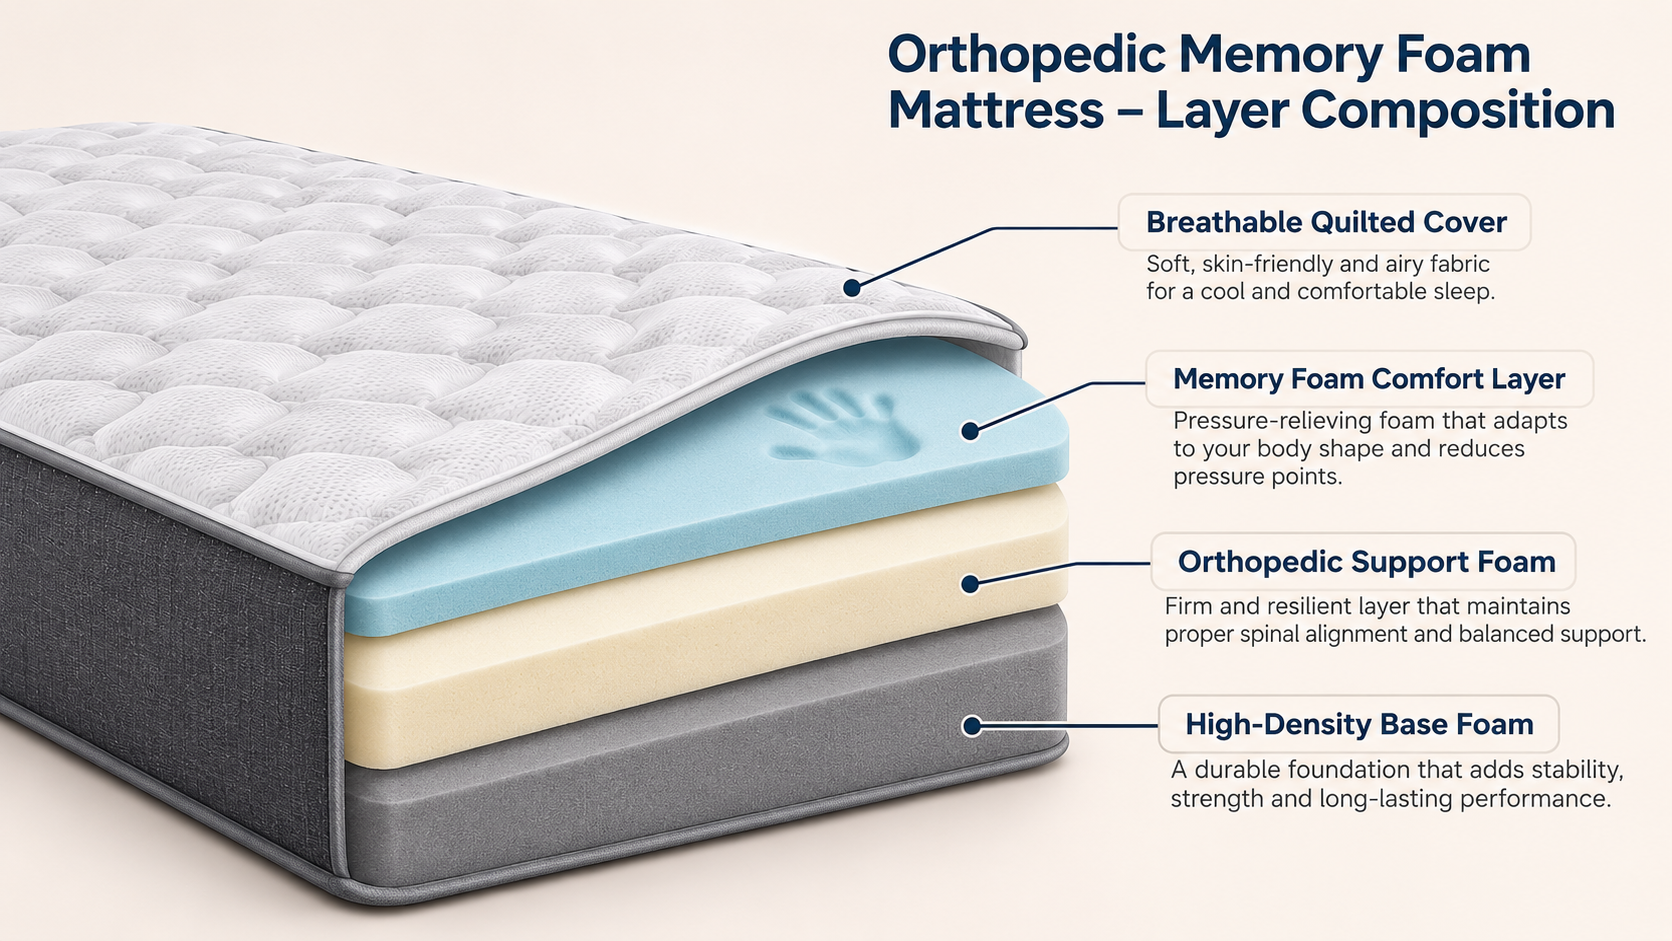 Orthopedic Memory Foam
Mattress – Layer Composition
Breathable Quilted Cover
Soft, skin-friendly and airy fabric
for a cool and comfortable sleep.
Memory Foam Comfort Layer
Pressure-relieving foam that adapts
to your body shape and reduces
pressure points.
Orthopedic Support Foam
Firm and resilient layer that maintains
proper spinal alignment and balanced support.
High-Density Base Foam
A durable foundation that adds stability,
strength and long-lasting performance.